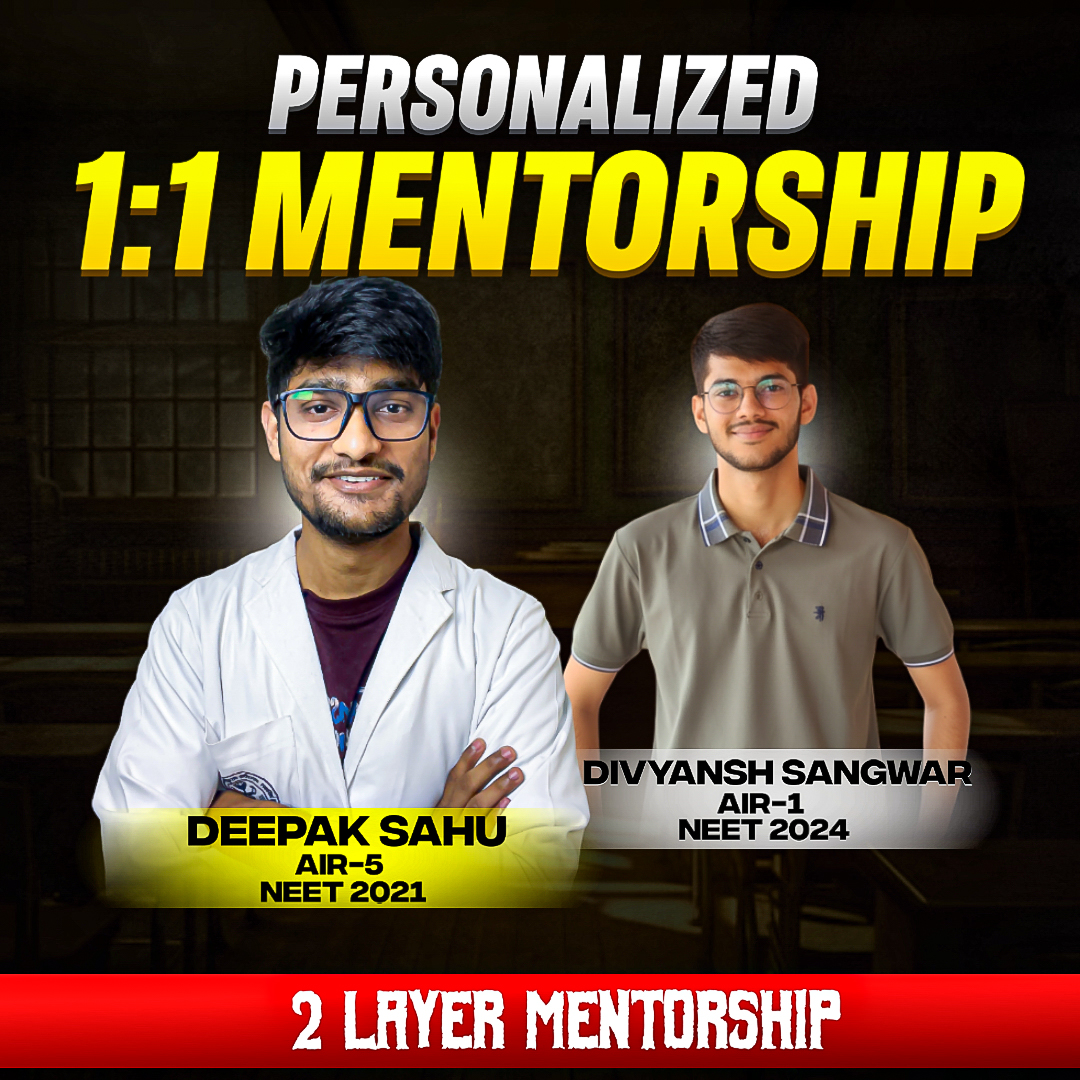 PERSONALIZED
1:1 MENTORSHIP
DIVYANSH SANGWAR
AIR-1
NEET 2024
DEEPAK SAHU
AIR-5
NEET 2021
2 LAYER MENTORSHIP